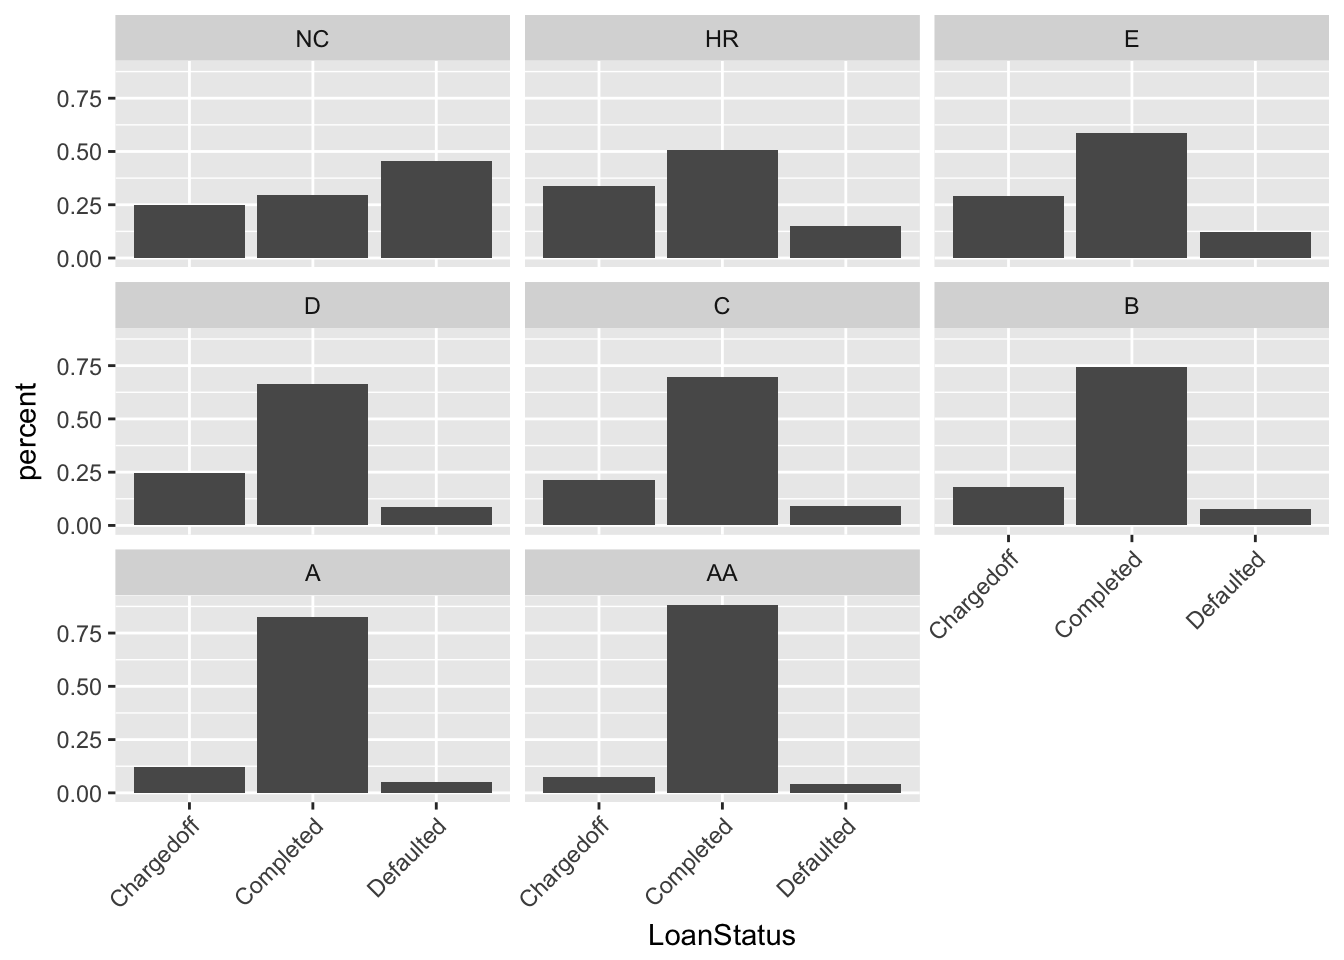 NC
HR
E
0.75
0.50
0.25
0.00
D
C
B
0.75
0.50
0.25
0.00
percent
Chargedoff
Completed
Defaulted
A
AA
0.75
0.50
0.25
0.00
Chargedoff
Completed
Defaulted
Chargedoff
Completed
Defaulted
LoanStatus